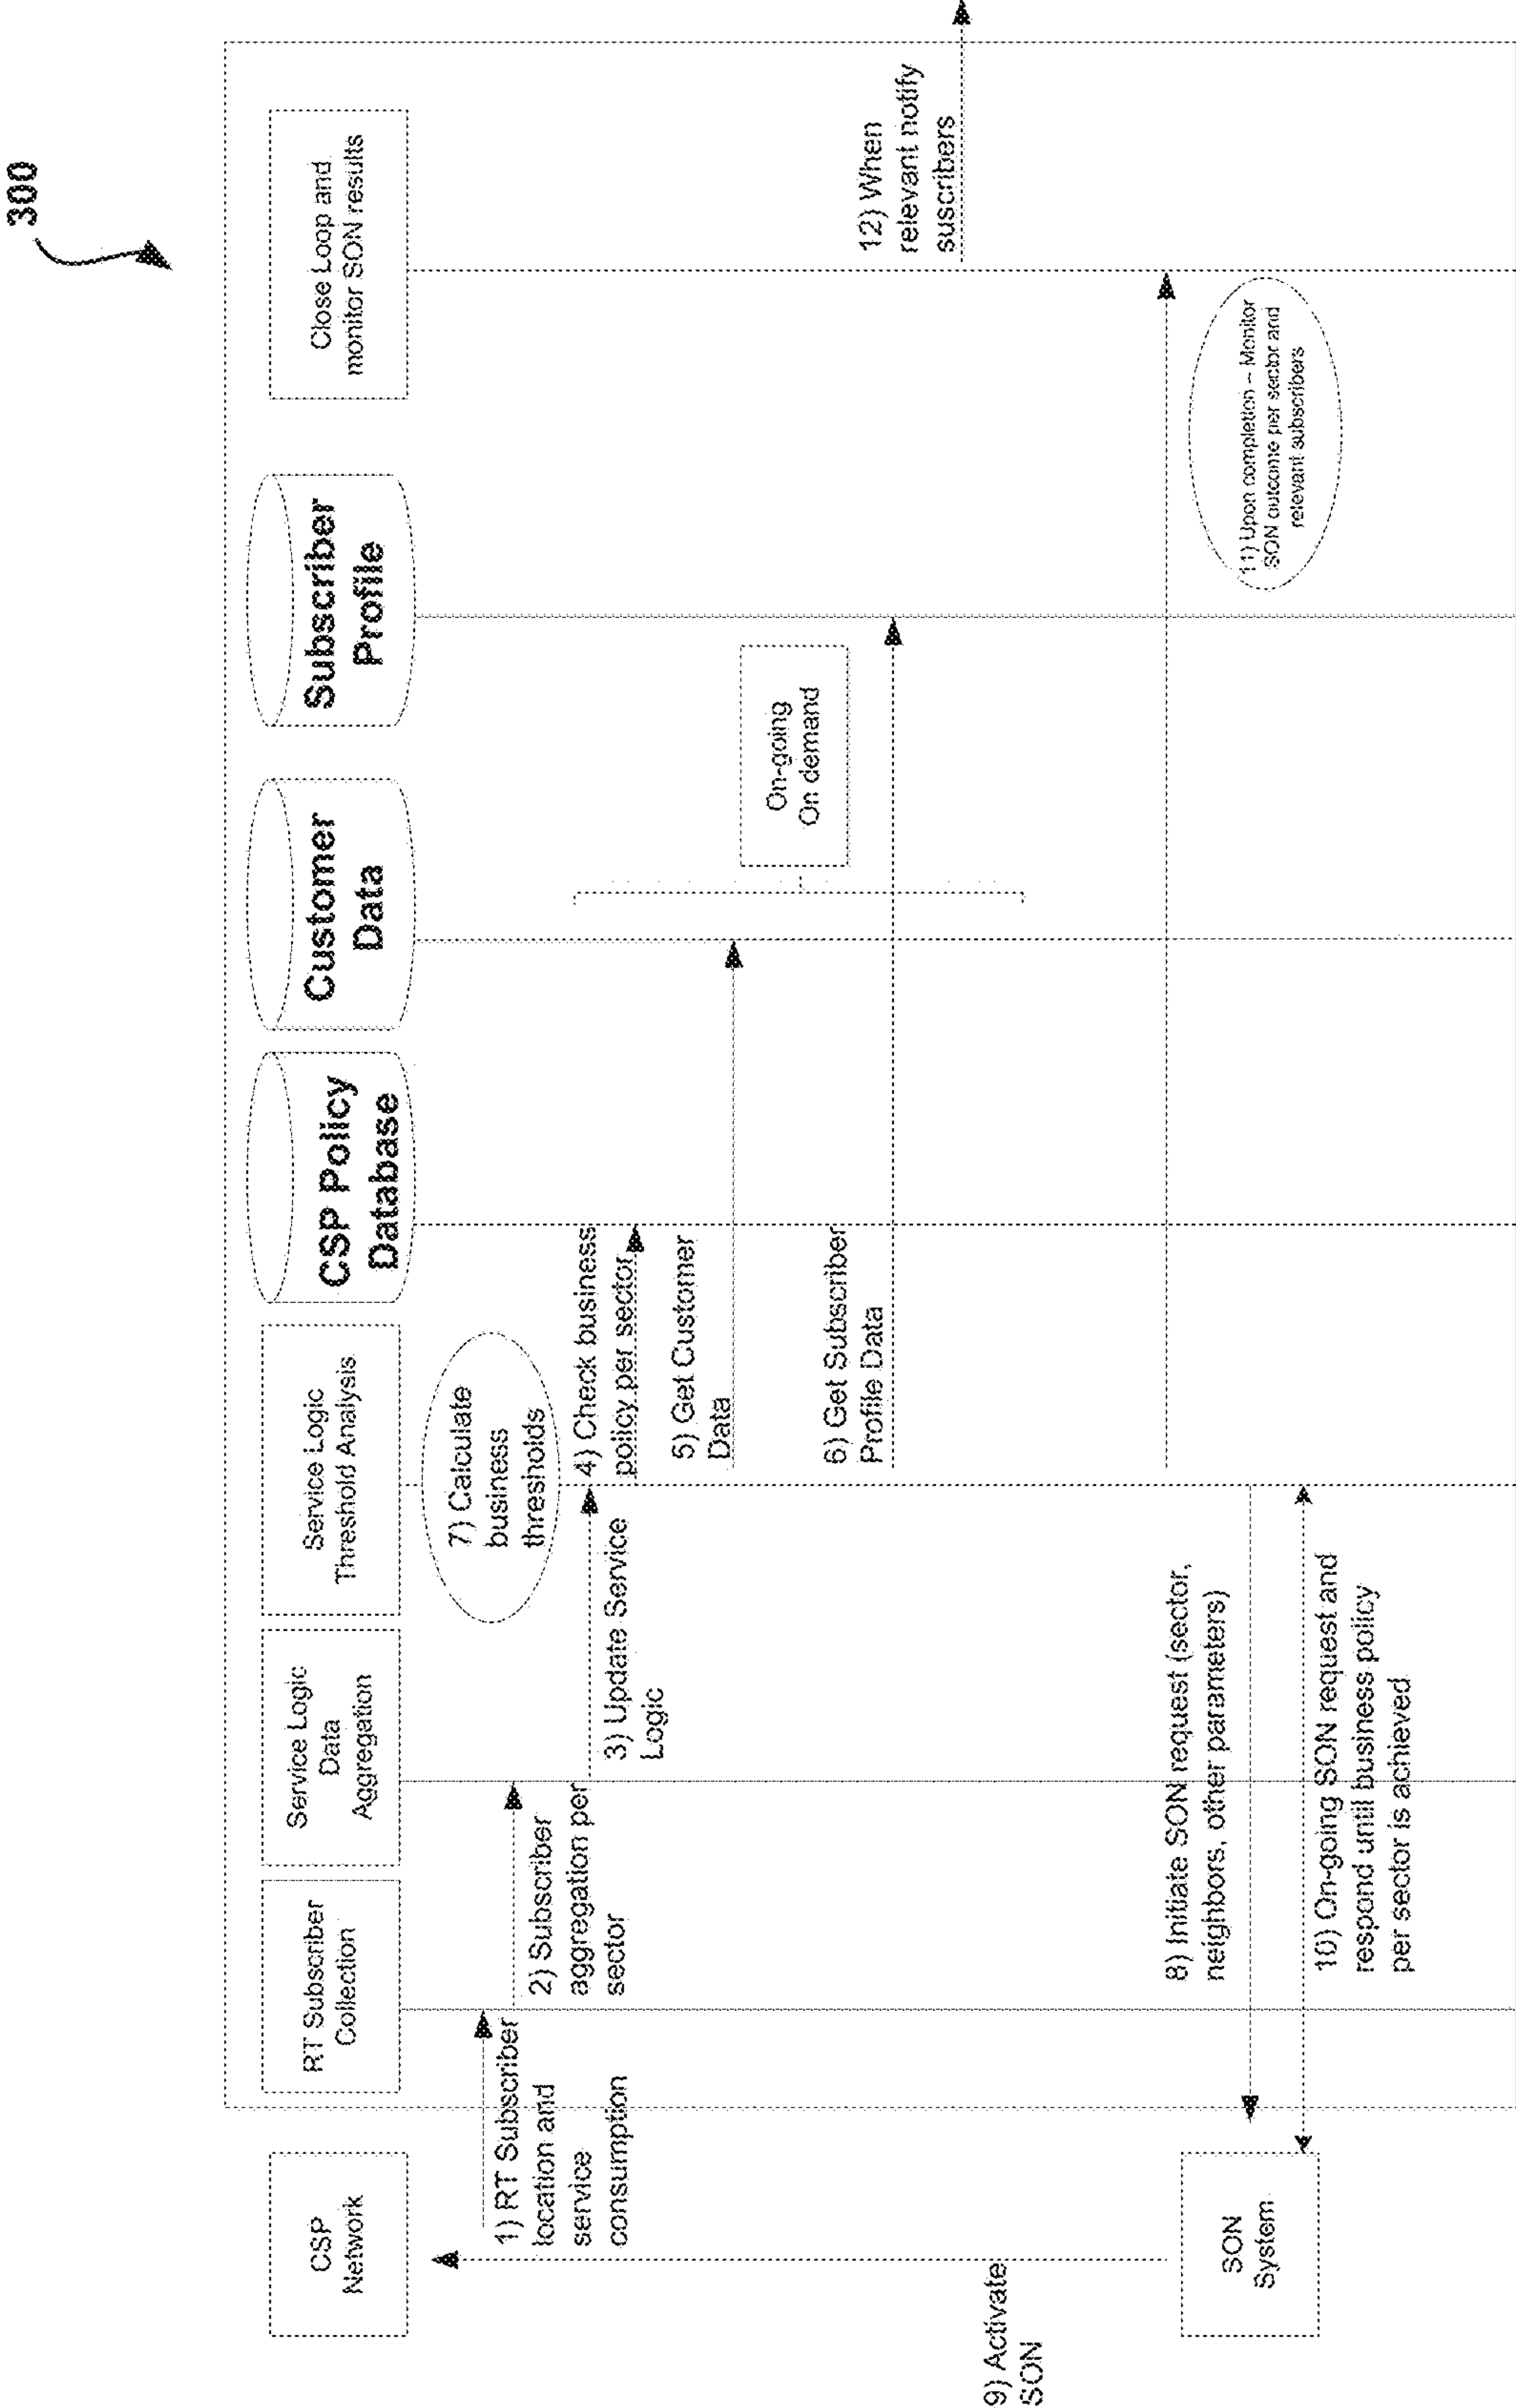 300
CSP
Network
RT Subscriber
Collection
Service Logic
Data
Aggregation
Service Logic
Threshold Analysis
CSP Policy
Database
Customer
Data
Subscriber
Profile
Close Loop and
monitor SON results
1) RT Subscriber
location and
service
consumption
2) Subscriber
aggregation per
sector
3) Update Service
Logic
7) Calculate
business
thresholds
4) Check business
policy per sector
5) Get Customer
Data
6) Get Subscriber
Profile Data
On-going
On demand
12) When
relevant notify
suscribers
9) Activate
SON
SON
System
8) Initiate SON request (sector,
neighbors, other parameters)
10) On-going SON request and
respond until business policy
per sector is achieved
11) Upon completion – Monitor
SON outcome per sector and
relevant subscribers